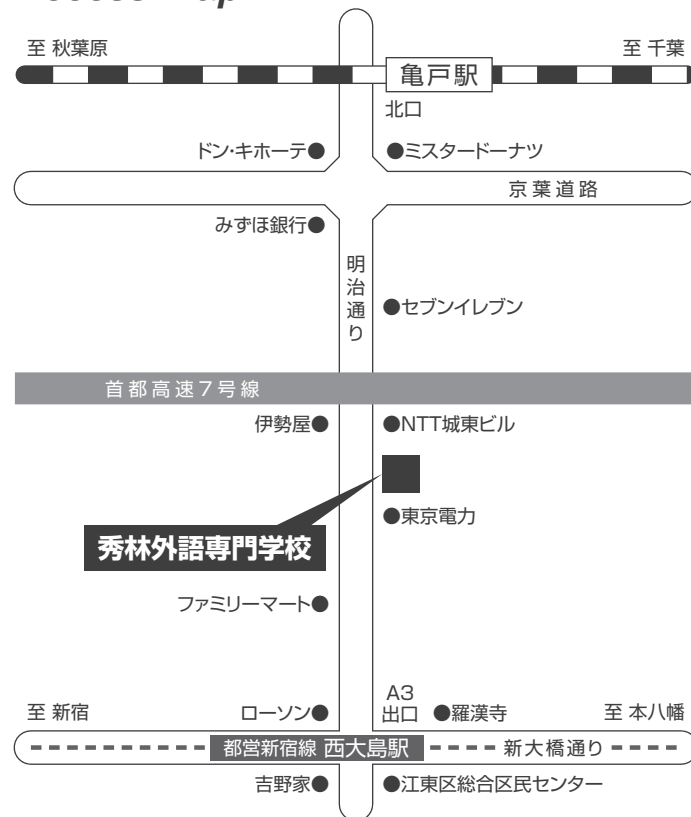 至 秋葉原
至 千葉
亀戸駅
北口
ドン・キホーテ●
●ミスタードーナツ
京葉道路
みずほ銀行●
明治通り
●セブンイレブン
首都高速7号線
伊勢屋●
●NTT城東ビル
●東京電力
秀林外語専門学校
ファミリーマート●
A3
出口
至 新宿
ローソン●
●羅漢寺
至 本八幡
都営新宿線 西大島駅
新大橋通り
吉野家●
●江東区総合区民センター